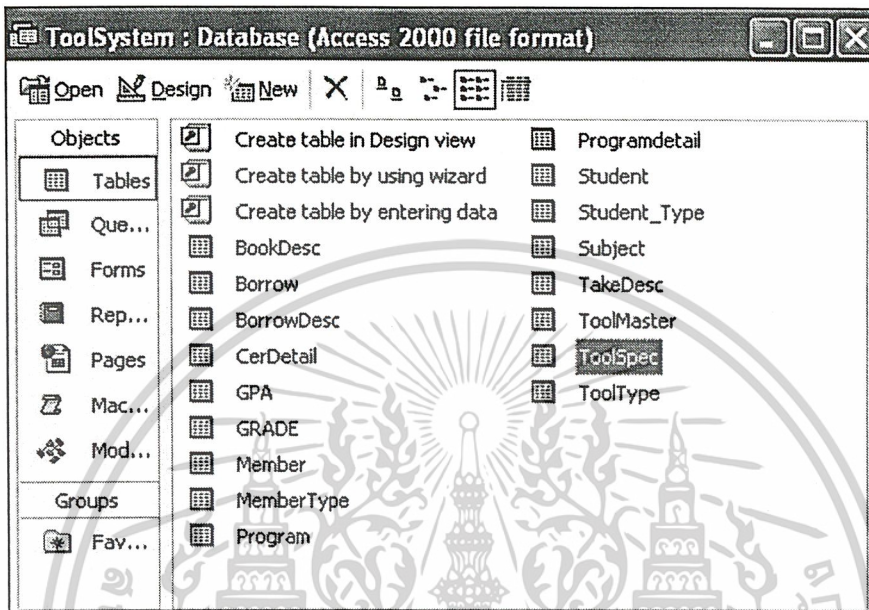 ToolSystem : Database (Access 2000 file format)
Open Design New
Objects
Tables
Que...
Forms
Rep...
Pages
Mac...
Mod...
Groups
Fav...
Create table in Design view
Create table by using wizard
Create table by entering data
BookDesc
Borrow
BorrowDesc
CerDetail
GPA
GRADE
Member
MemberType
Program
Programdetail
Student
Student_Type
Subject
TakeDesc
ToolMaster
ToolSpec
ToolType